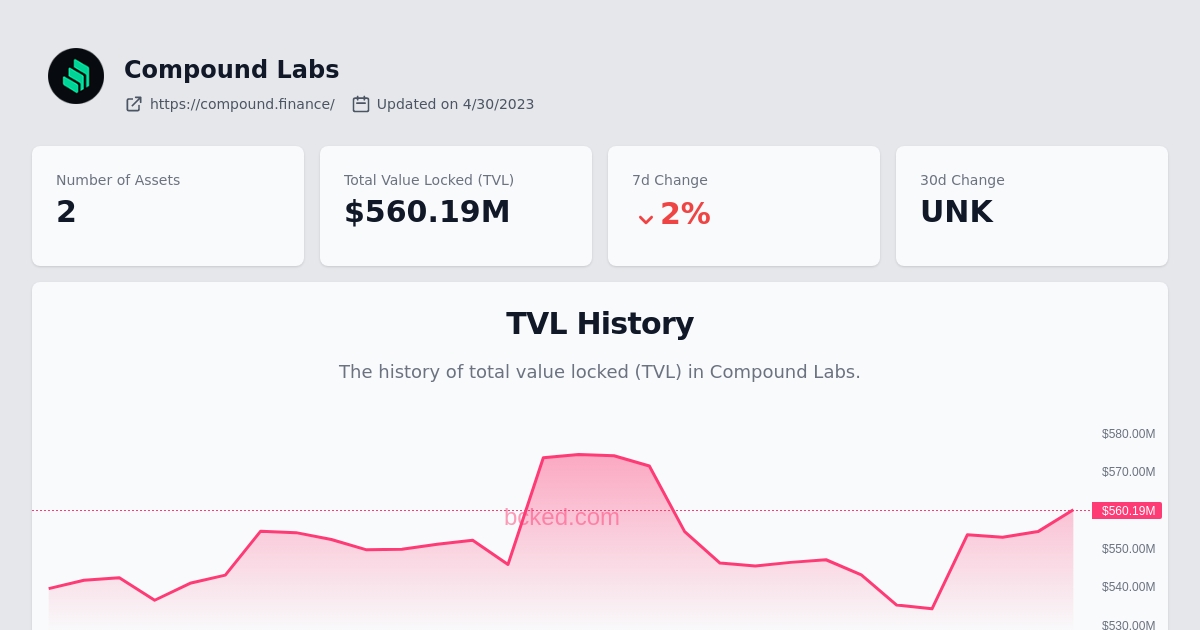 Compound Labs
https://compound.finance/ Updated on 4/30/2023
Number of Assets
2
Total Value Locked (TVL)
$560.19M
7d Change
2%
30d Change
UNK
TVL History
The history of total value locked (TVL) in Compound Labs.
$580.00M
$570.00M
bcked.com
$560.19M
$550.00M
$540.00M
$530.00M